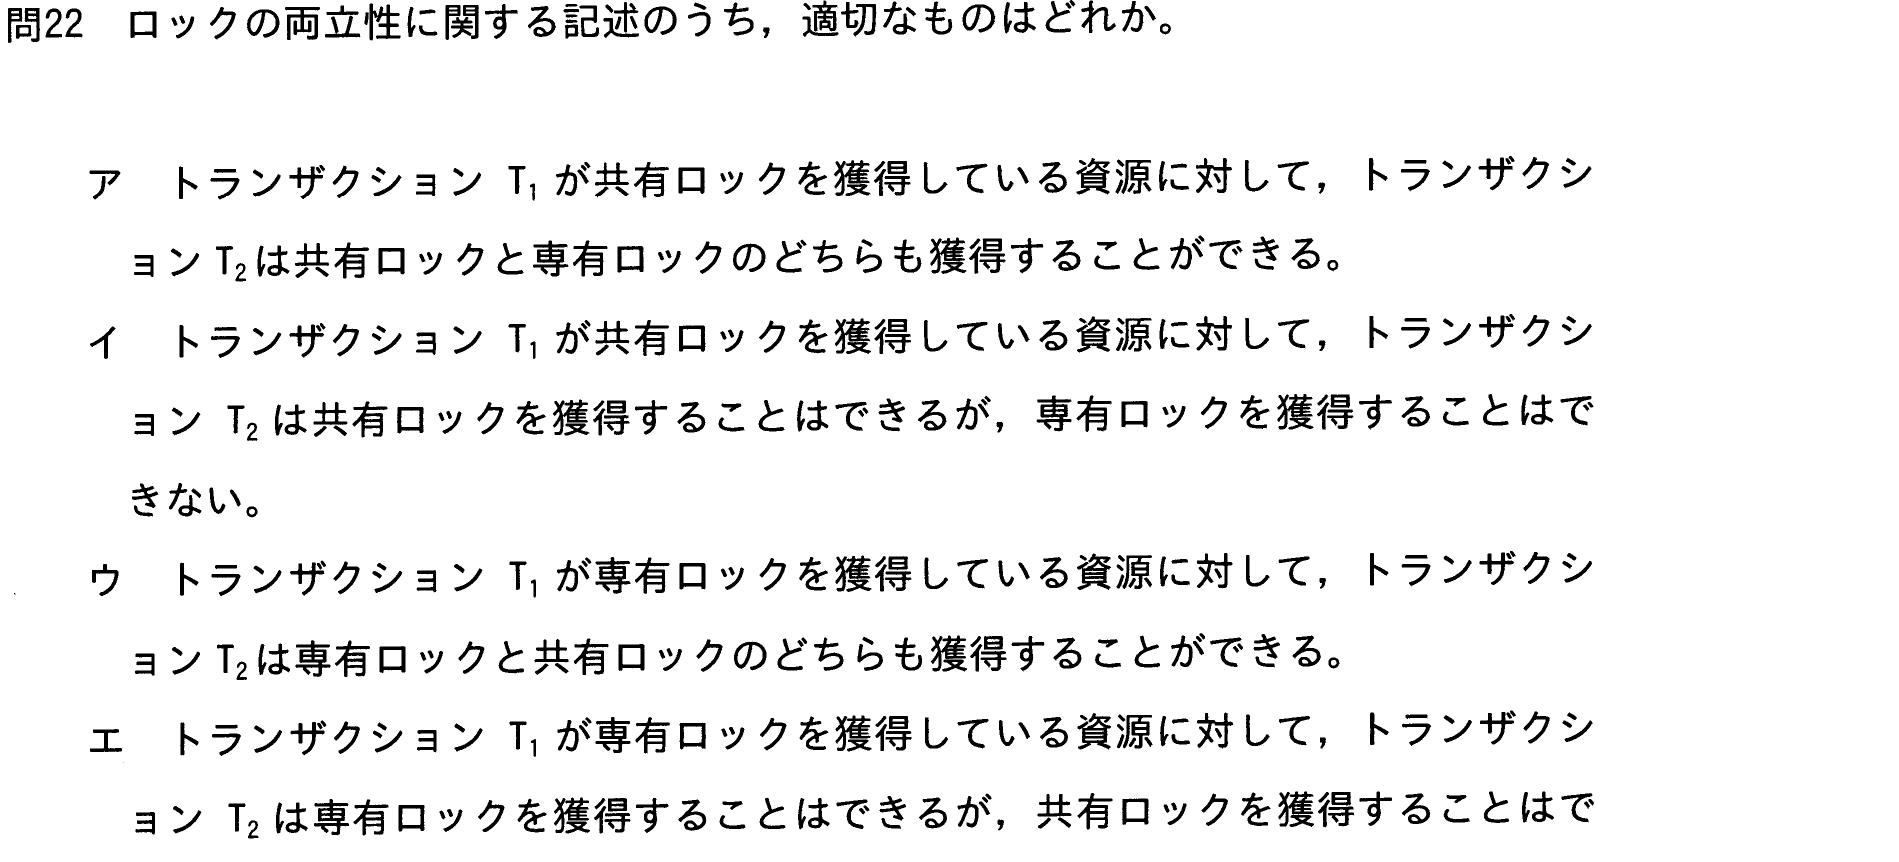 問22 ロックの両立性に関する記述のうち，適切なものはどれか。
ア トランザクション T1 が共有ロックを獲得している資源に対して，トランザクシ
ョン T2は共有ロックと専有ロックのどちらも獲得することができる。
イ トランザクション T1 が共有ロックを獲得している資源に対して，トランザクシ
ョン T2 は共有ロックを獲得することはできるが，専有ロックを獲得することはで
きない。
ウ トランザクション T1 が専有ロックを獲得している資源に対して，トランザクシ
ョン T2は専有ロックと共有ロックのどちらも獲得することができる。
エ トランザクション T1 が専有ロックを獲得している資源に対して，トランザクシ
ョン T2 は専有ロックを獲得することはできるが，共有ロックを獲得することはで